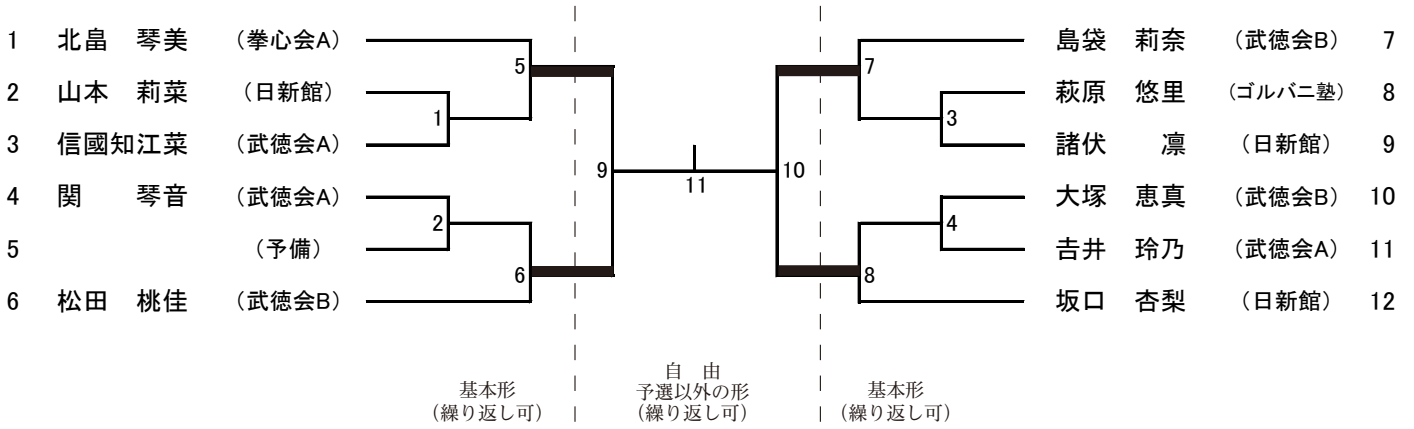 1 北畠 琴美 (拳心会A)
2 山本 莉菜 (日新館)
3 信國知江菜 (武徳会A)
4 関 琴音 (武徳会A)
5 (予備)
6 松田 桃佳 (武徳会B)
5
1
2
6
9
11
10
7
3
4
8
島袋 莉奈 (武徳会B) 7
萩原 悠里 (ゴルバニ塾) 8
諸伏 凛 (日新館) 9
大塚 恵真 (武徳会B) 10
𠮷井 玲乃 (武徳会A) 11
坂口 杏梨 (日新館) 12
基本形
(繰り返し可)
自 由
予選以外の形
(繰り返し可)
基本形
(繰り返し可)